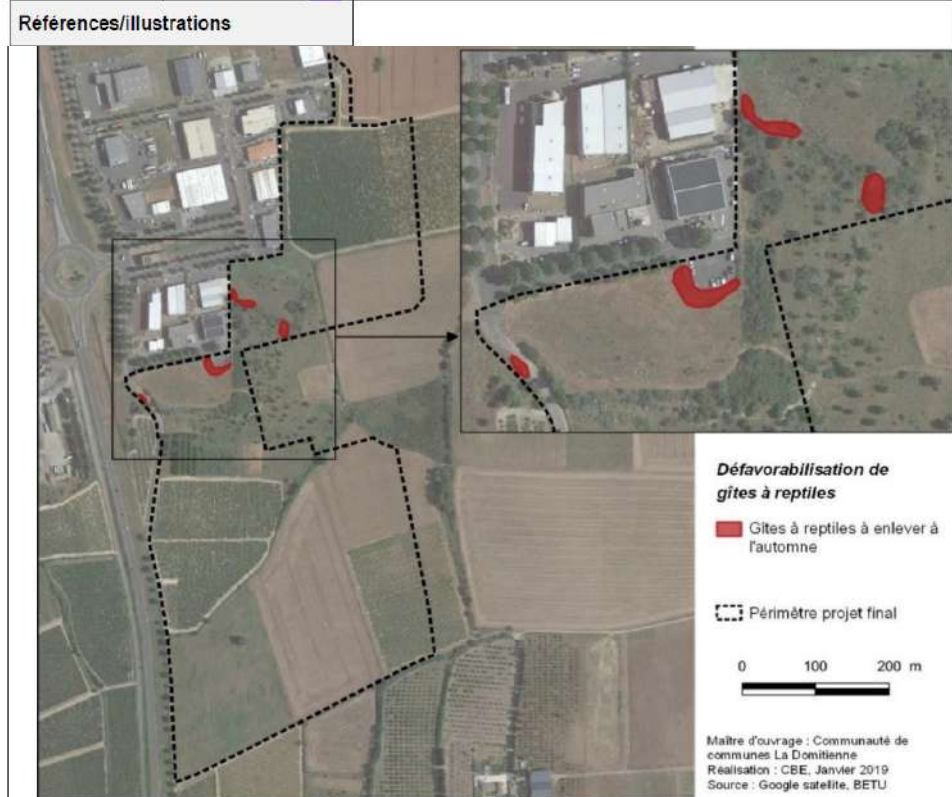 Références/illustrations
Défavorabilisation de
gîtes à reptiles
Gîtes à reptiles à enlever à
l'automne
Périmètre projet final
0 100 200 m
Maître d'ouvrage : Communauté de
communes La Domitienne
Réalisation : CBE, Janvier 2019
Source : Google satellite, BETU